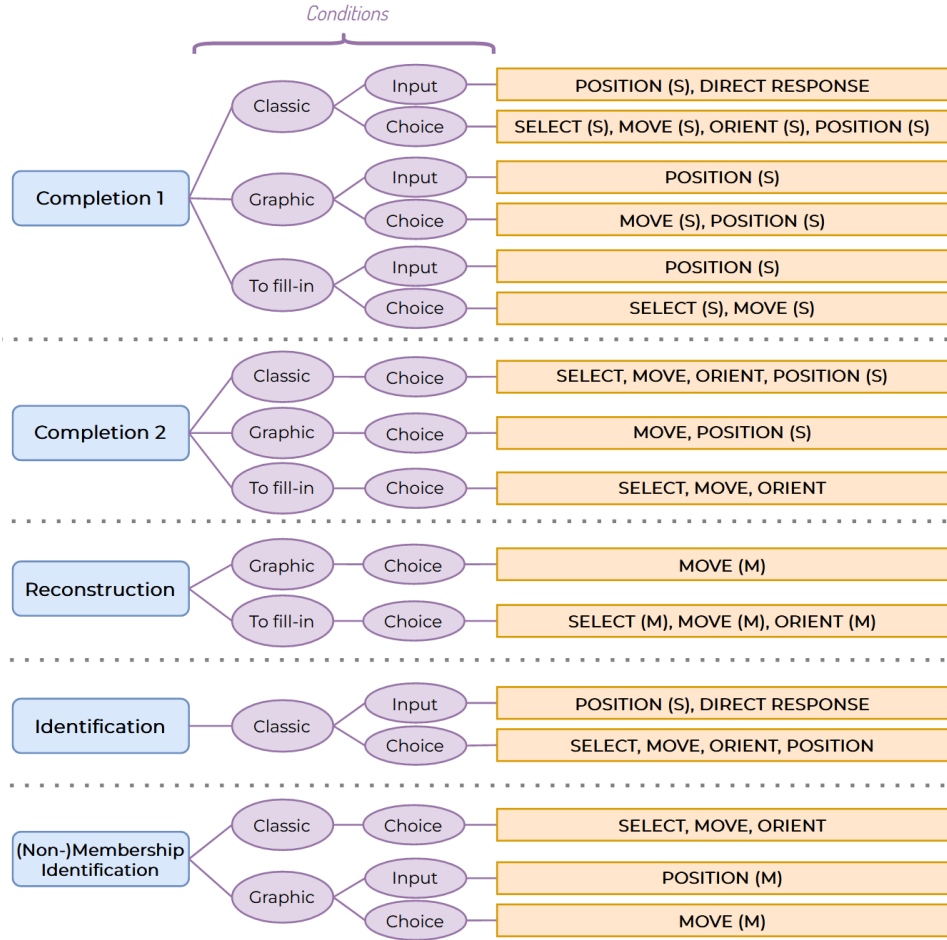 Conditions
Completion 1
Classic
Input
POSITION (S), DIRECT RESPONSE
Choice
SELECT (S), MOVE (S), ORIENT (S), POSITION (S)
Graphic
Input
POSITION (S)
Choice
MOVE (S), POSITION (S)
To fill-in
Input
POSITION (S)
Choice
SELECT (S), MOVE (S)
Completion 2
Classic
Choice
SELECT, MOVE, ORIENT, POSITION (S)
Graphic
Choice
MOVE, POSITION (S)
To fill-in
Choice
SELECT, MOVE, ORIENT
Reconstruction
Graphic
Choice
MOVE (M)
To fill-in
Choice
SELECT (M), MOVE (M), ORIENT (M)
Identification
Classic
Input
POSITION (S), DIRECT RESPONSE
Choice
SELECT, MOVE, ORIENT, POSITION
(Non-)Membership
Identification
Classic
Choice
SELECT, MOVE, ORIENT
Graphic
Input
POSITION (M)
Choice
MOVE (M)